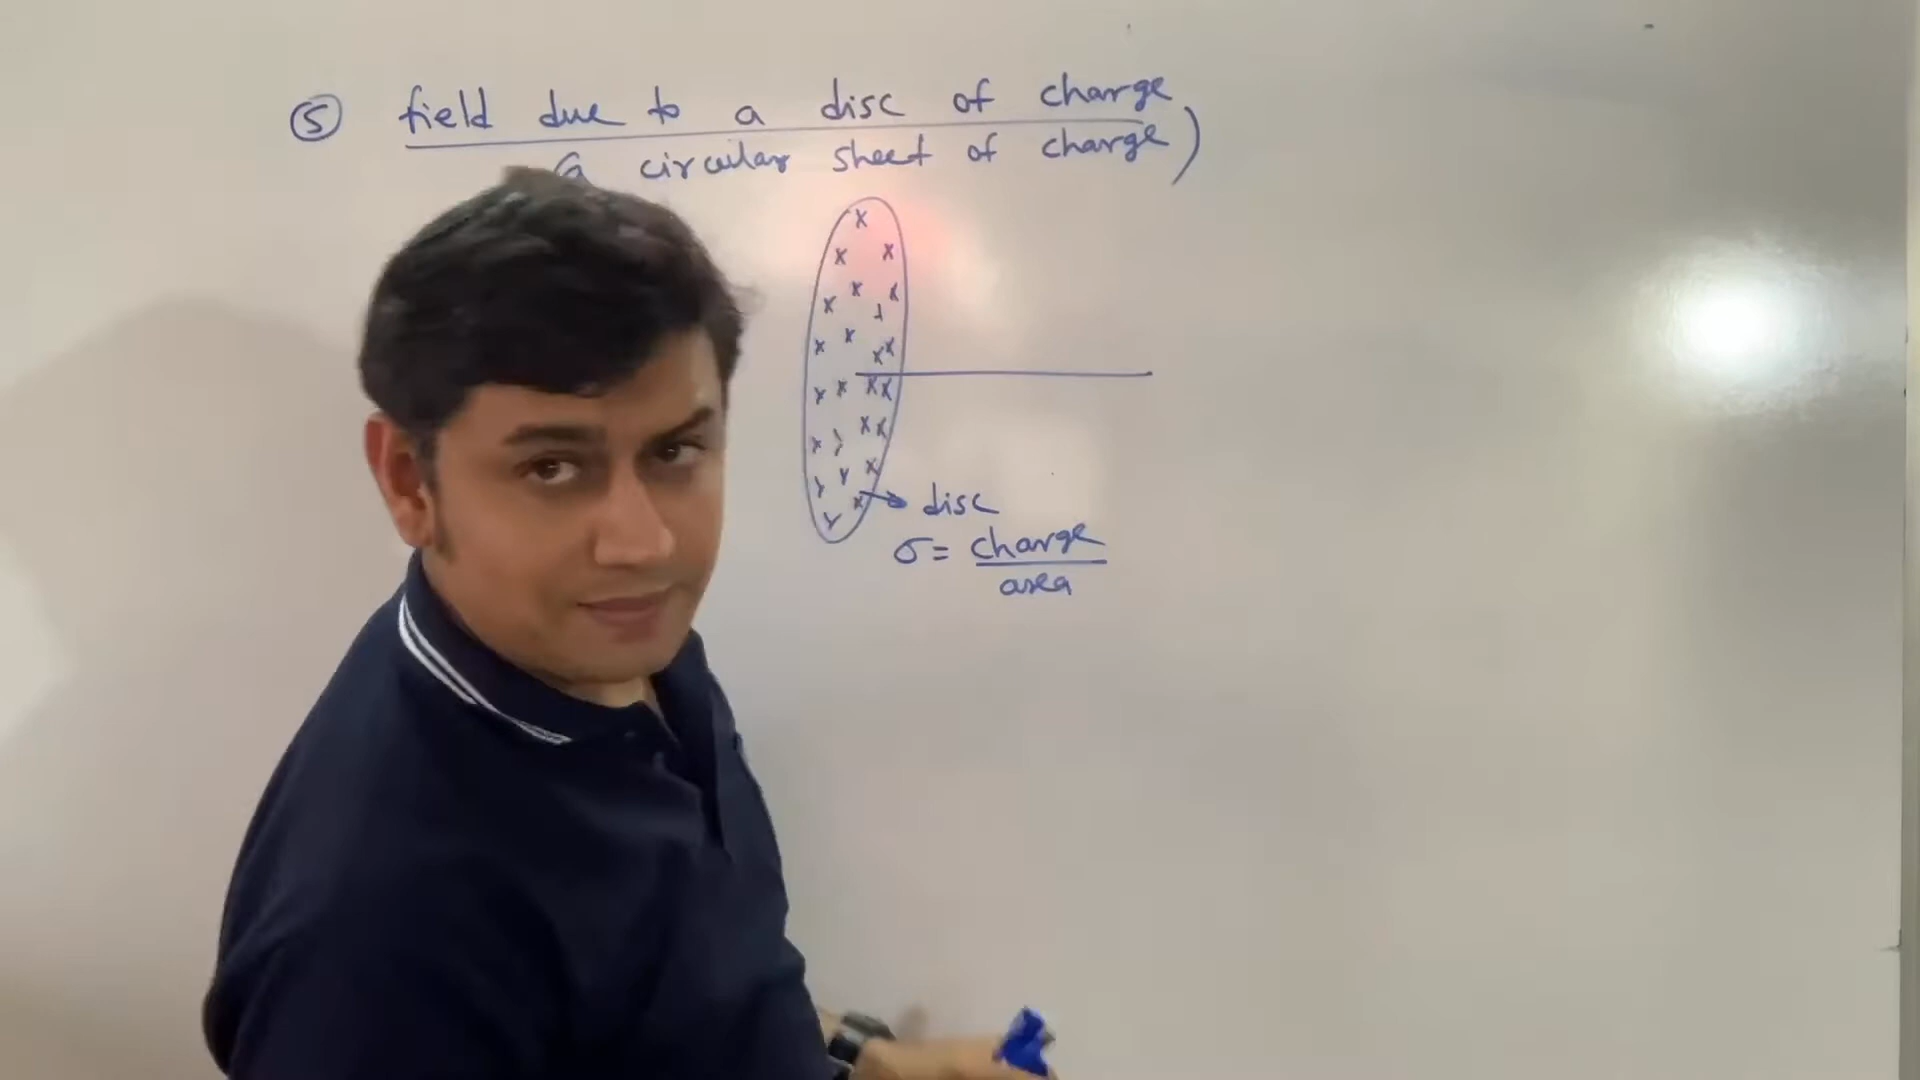 ⑤ field due to a disc of charge
(a circular sheet of charge)
disc
σ = charge
area